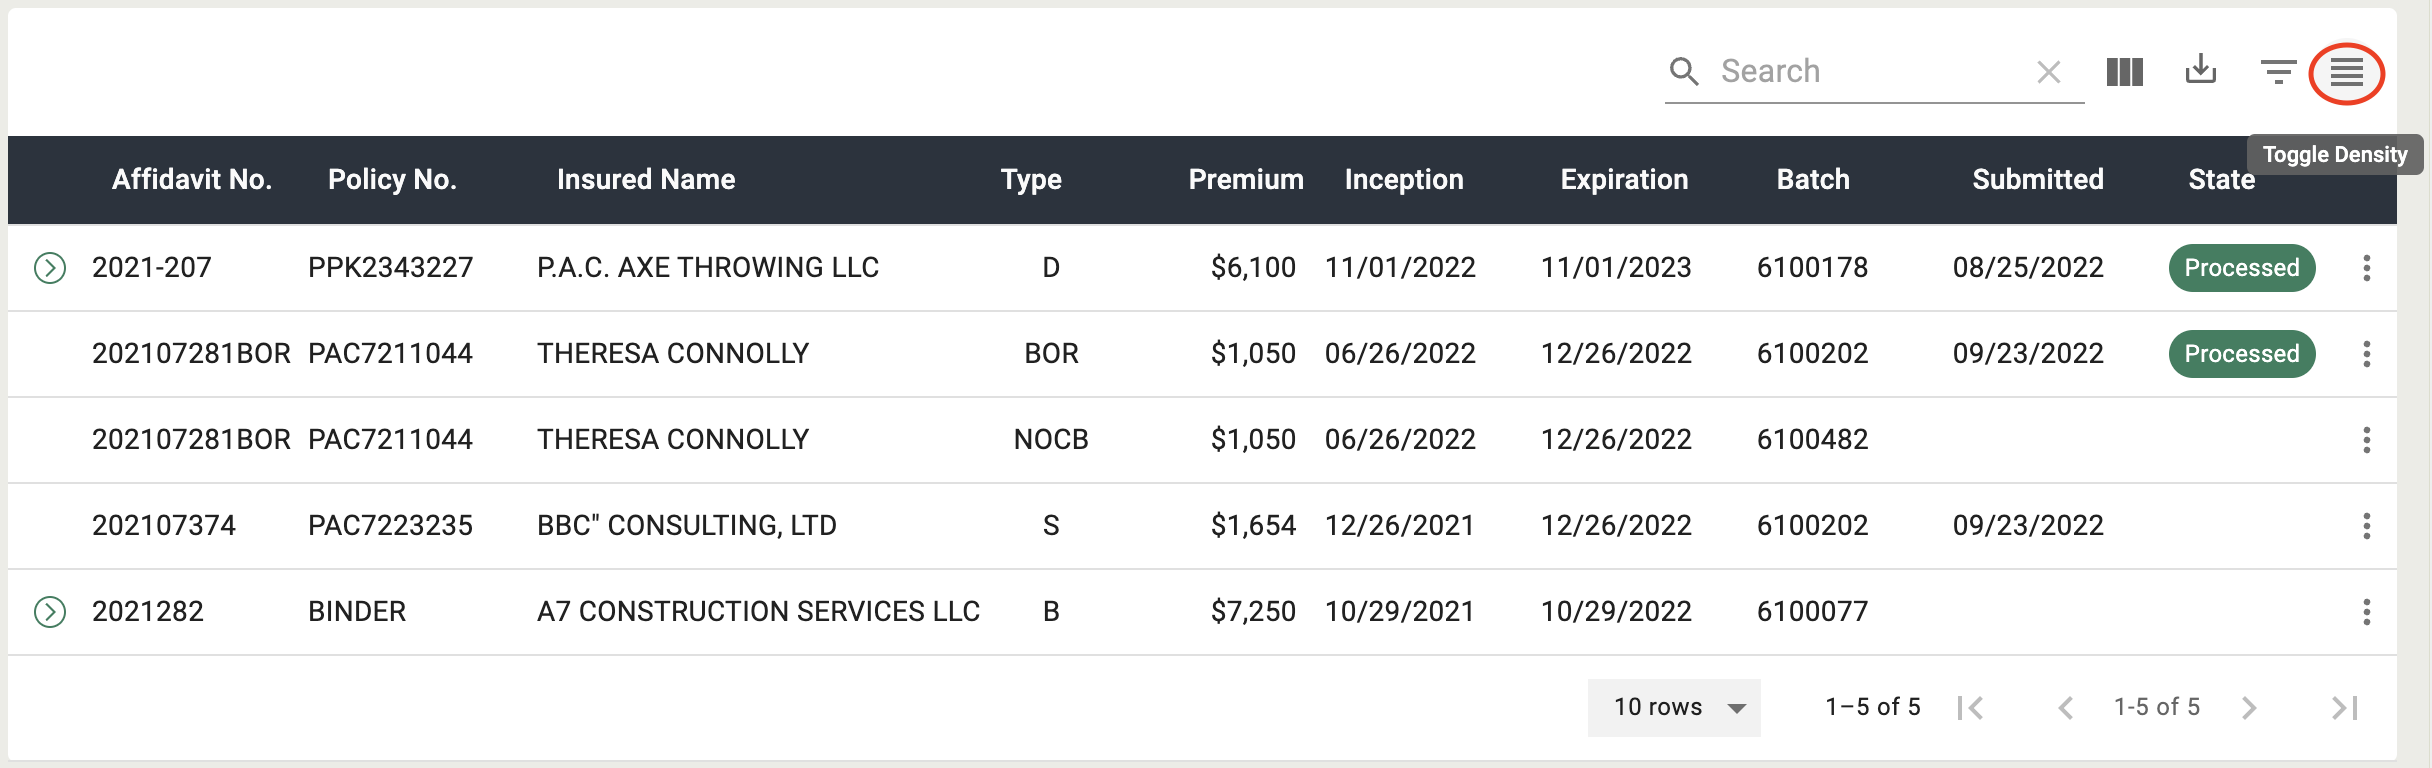 Search
Toggle Density
Affidavit No. Policy No. Insured Name Type Premium Inception Expiration Batch Submitted State
2021-207 PPK2343227 P.A.C. AXE THROWING LLC D $6,100 11/01/2022 11/01/2023 6100178 08/25/2022 Processed
202107281BOR PAC7211044 THERESA CONNOLLY BOR $1,050 06/26/2022 12/26/2022 6100202 09/23/2022 Processed
202107281BOR PAC7211044 THERESA CONNOLLY NOCB $1,050 06/26/2022 12/26/2022 6100482
202107374 PAC7223235 BBC" CONSULTING, LTD S $1,654 12/26/2021 12/26/2022 6100202 09/23/2022
2021282 BINDER A7 CONSTRUCTION SERVICES LLC B $7,250 10/29/2021 10/29/2022 6100077
10 rows 1–5 of 5 1-5 of 5